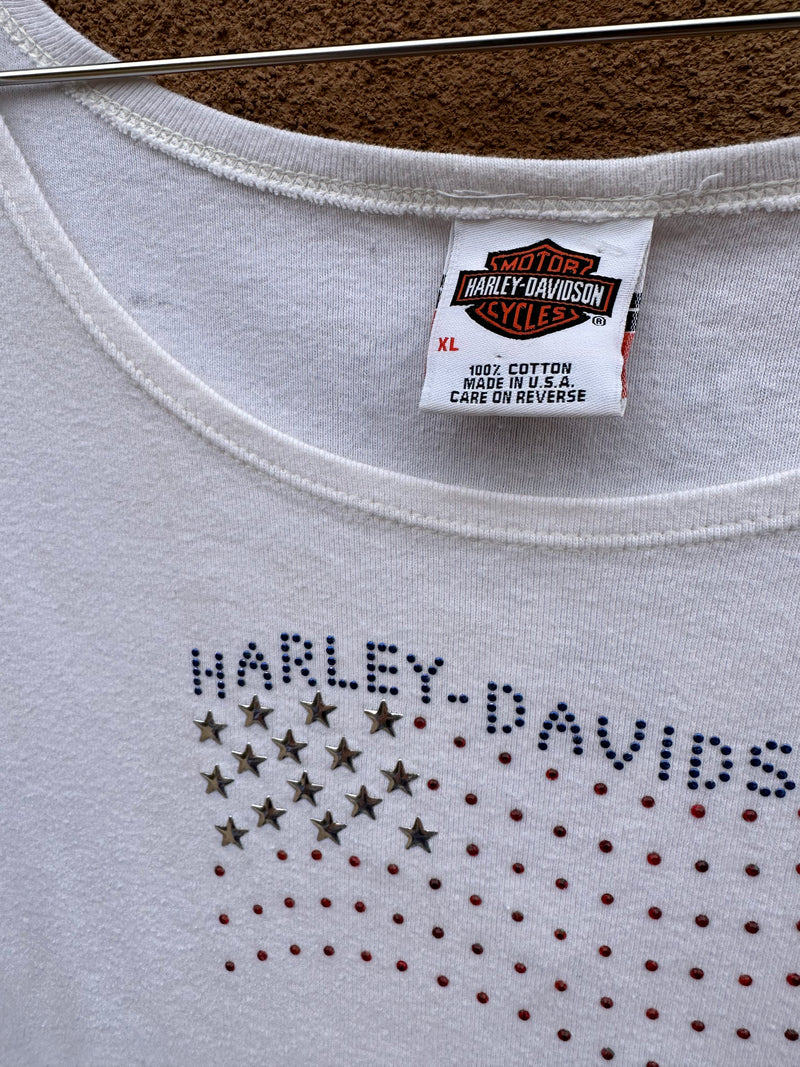 MOTOR
HARLEY-DAVIDSON
CYCLES
®
XL
100% COTTON
MADE IN U.S.A.
CARE ON REVERSE
HARLEY-DAVIDS